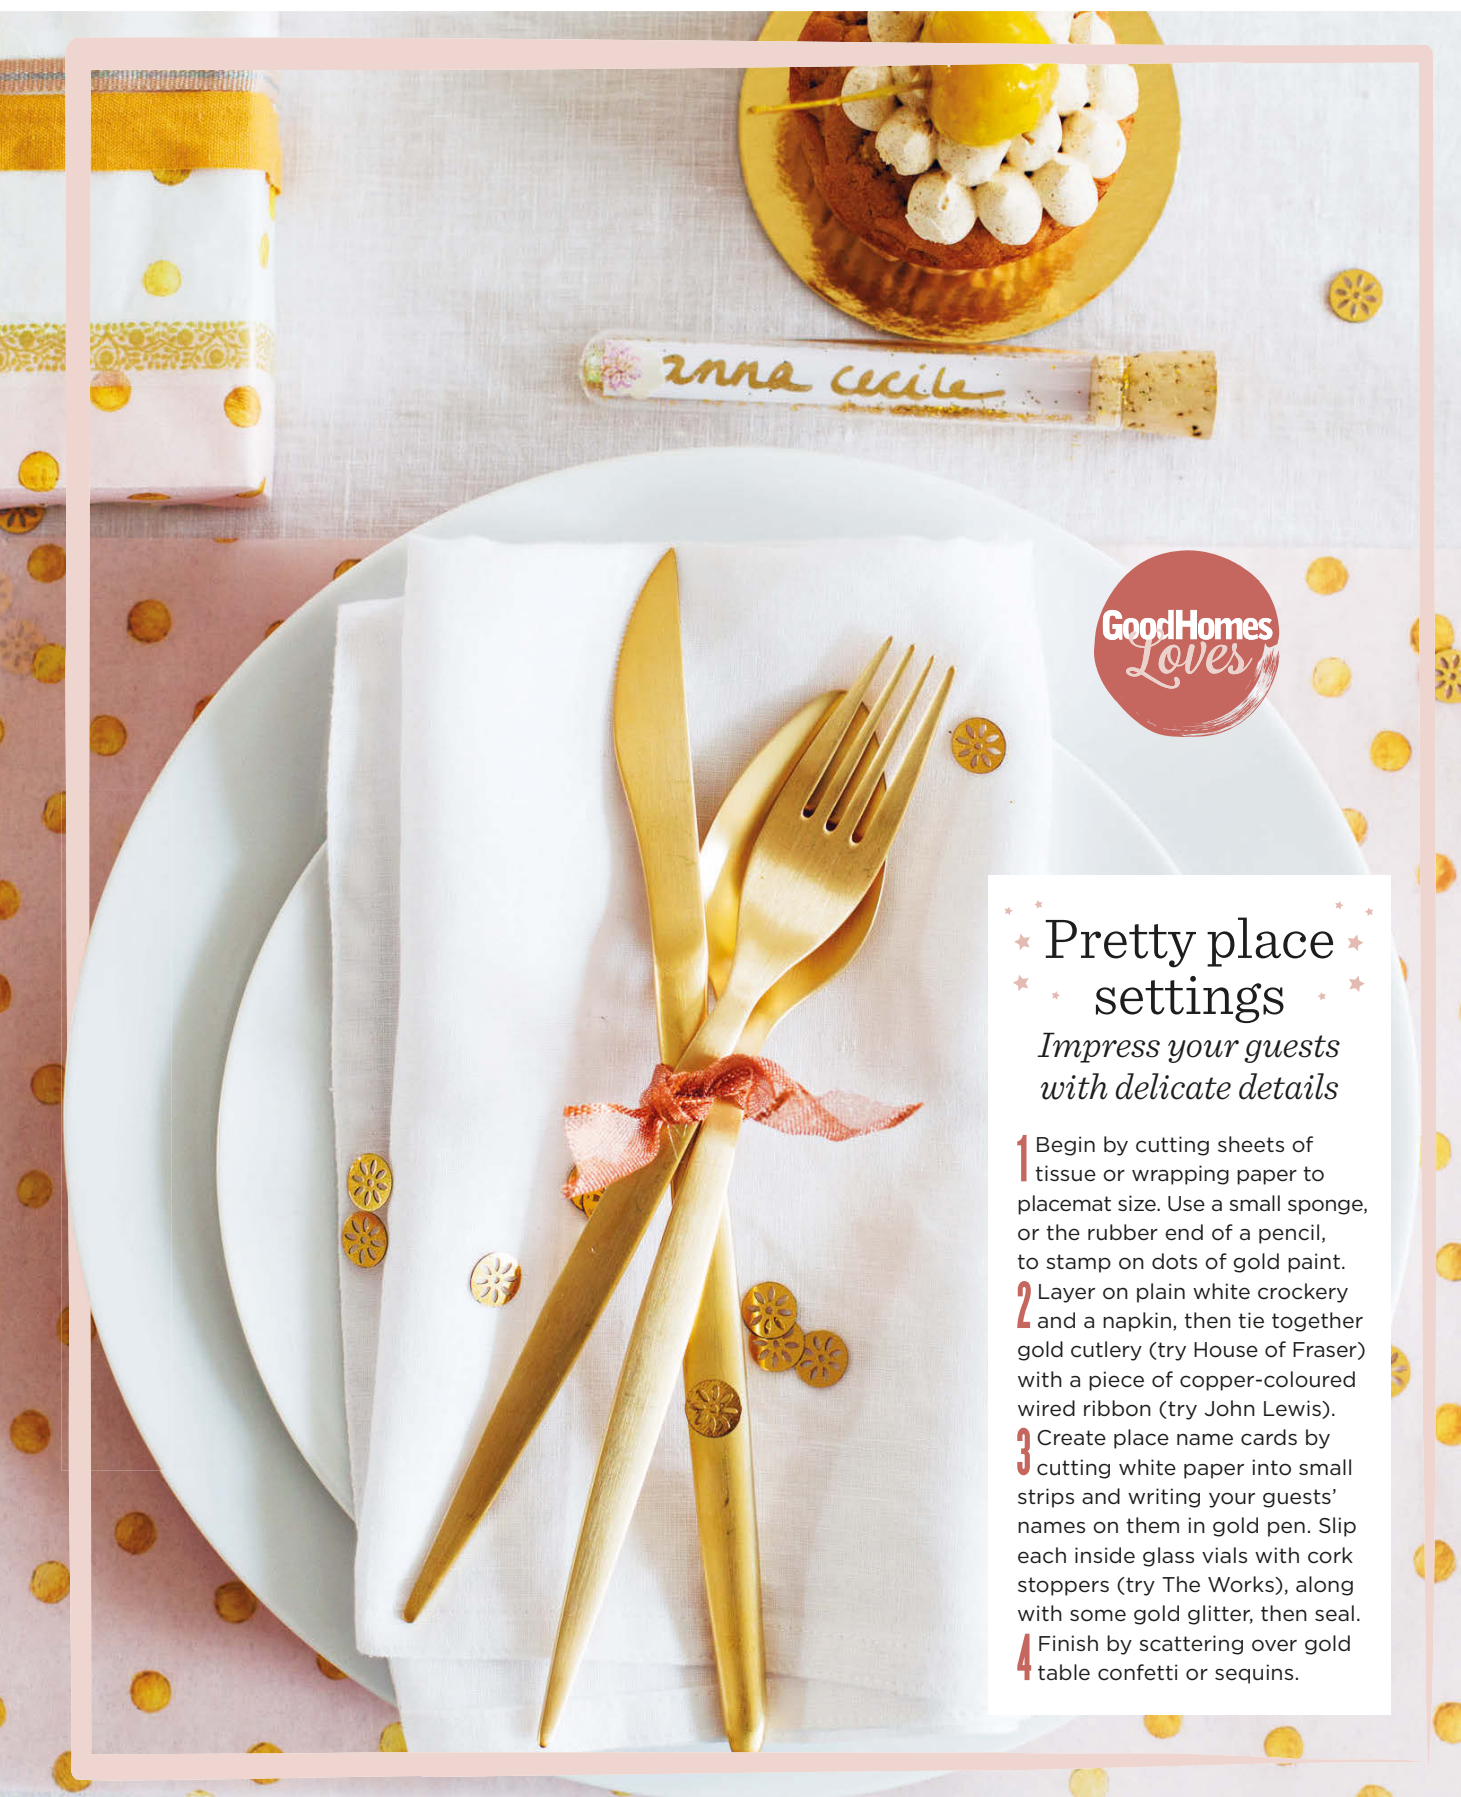 anna cecile
GoodHomes
Loves
Pretty place
settings
Impress your guests
with delicate details
1 Begin by cutting sheets of
tissue or wrapping paper to
placemat size. Use a small sponge,
or the rubber end of a pencil,
to stamp on dots of gold paint.
2 Layer on plain white crockery
and a napkin, then tie together
gold cutlery (try House of Fraser)
with a piece of copper-coloured
wired ribbon (try John Lewis).
3 Create place name cards by
cutting white paper into small
strips and writing your guests’
names on them in gold pen. Slip
each inside glass vials with cork
stoppers (try The Works), along
with some gold glitter, then seal.
4 Finish by scattering over gold
table confetti or sequins.